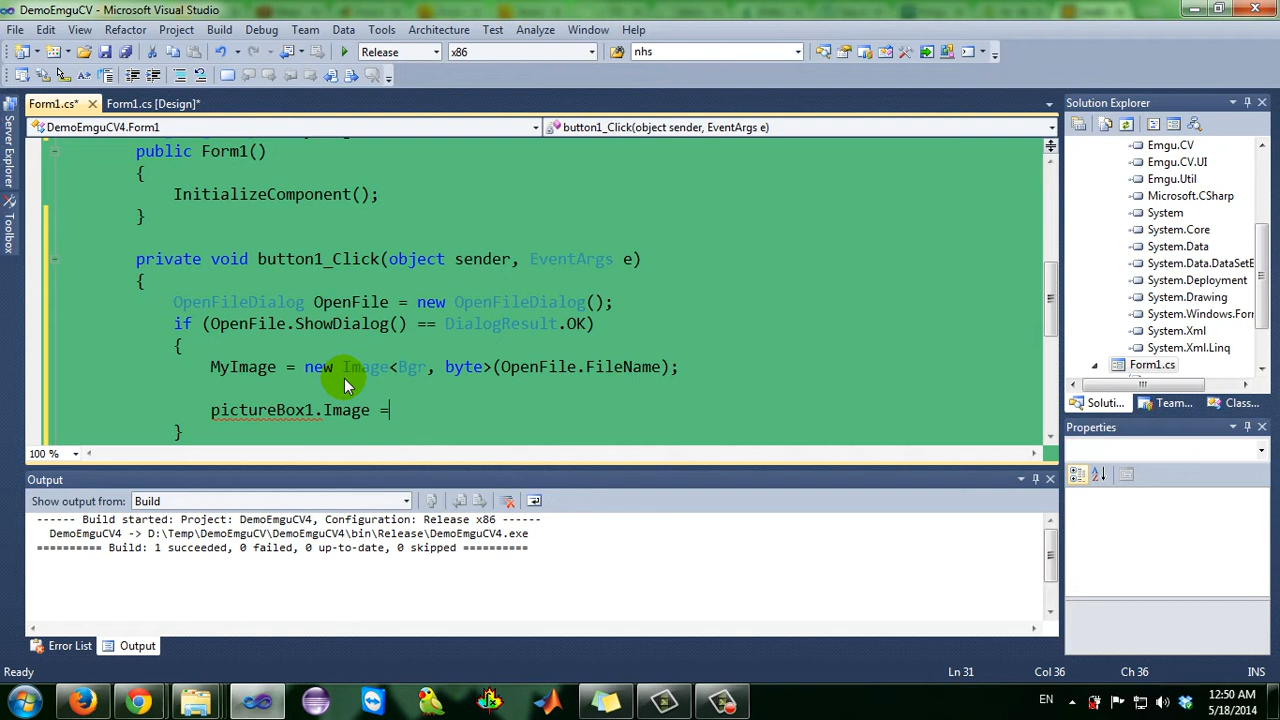 DemoEmguCV - Microsoft Visual Studio
File Edit View Refactor Project Build Debug Team Data Tools Architecture Test Analyze Window Help
Release x86 nhs
Form1.cs* Form1.cs [Design]*
Solution Explorer
DemoEmguCV4.Form1 button1_Click(object sender, EventArgs e)
Server Explorer
Toolbox
public Form1()
{
InitializeComponent();
}
private void button1_Click(object sender, EventArgs e)
{
OpenFileDialog OpenFile = new OpenFileDialog();
if (OpenFile.ShowDialog() == DialogResult.OK)
{
MyImage = new Image<Bgr, byte>(OpenFile.FileName);
pictureBox1.Image =
}
100 %
Emgu.CV
Emgu.CV.UI
Emgu.Util
Microsoft.CSharp
System
System.Core
System.Data
System.Data.DataSetE
System.Deployment
System.Drawing
System.Windows.Form
System.Xml
System.Xml.Linq
Form1.cs
Soluti... Team... Class...
Properties
Output
Show output from: Build
------ Build started: Project: DemoEmguCV4, Configuration: Release x86 ------
DemoEmguCV4 -> D:\Temp\DemoEmguCV\DemoEmguCV4\bin\Release\DemoEmguCV4.exe
========== Build: 1 succeeded, 0 failed, 0 up-to-date, 0 skipped ==========
Error List Output
Ready Ln 31 Col 36 Ch 36 INS
EN 12:50 AM
5/18/2014